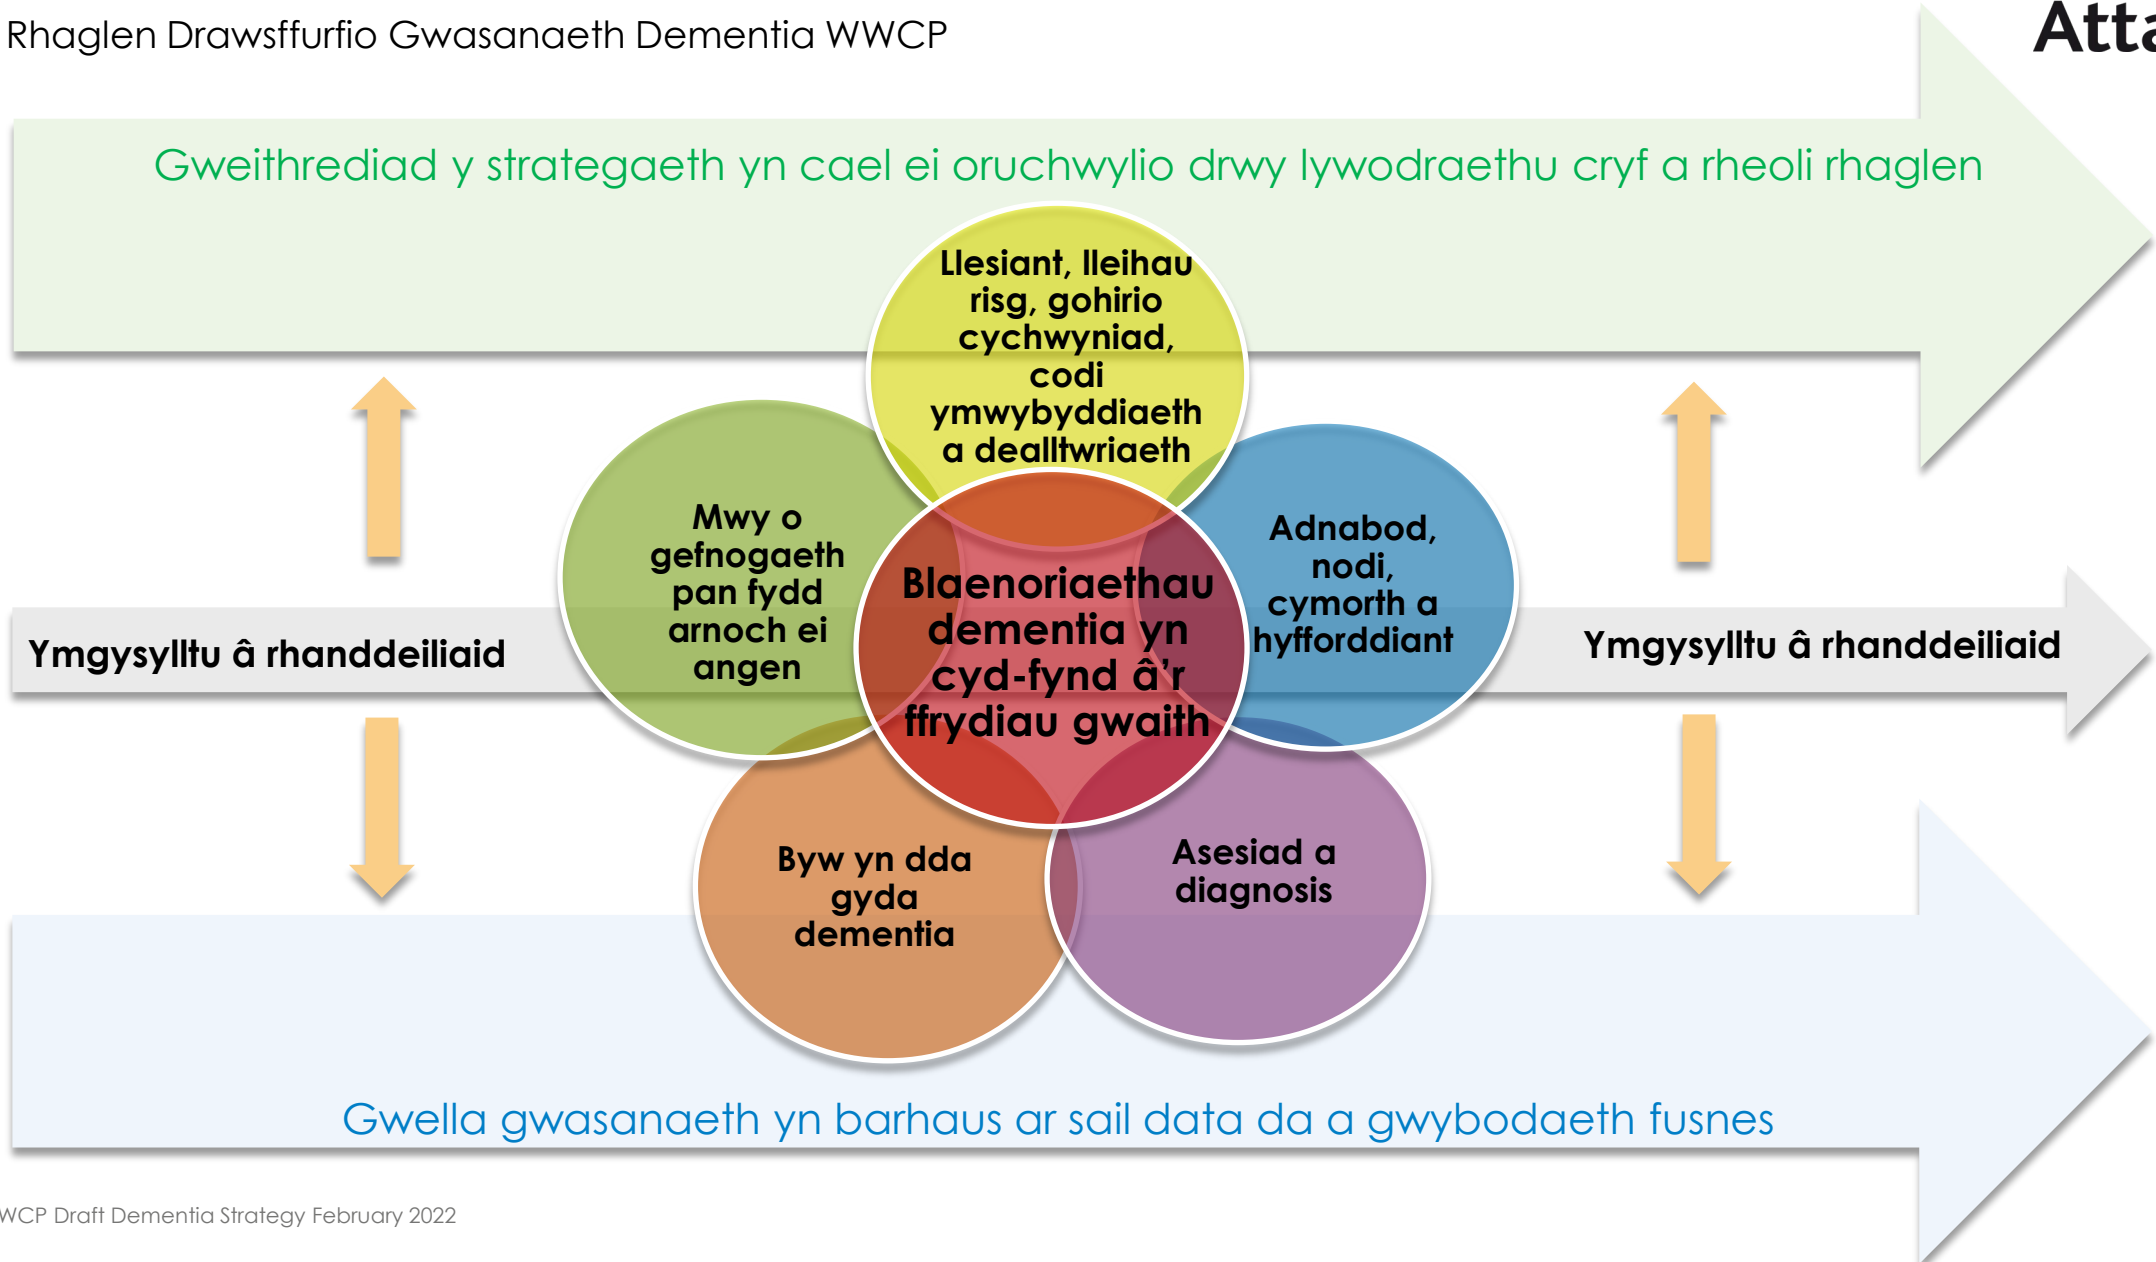 Rhaglen Drawsffurfio Gwasanaeth Dementia WWCP
Atta
Gweithrediad y strategaeth yn cael ei oruchwylio drwy lywodraethu cryf a rheoli rhaglen
Llesiant, lleihau
risg, gohirio
cychwyniad,
codi
ymwybyddiaeth
a dealltwriaeth
Mwy o
gefnogaeth
pan fydd
arnoch ei
angen
Blaenoriaethau
dementia yn
cyd-fynd â’r
ffrydiau gwaith
Adnabod,
nodi,
cymorth a
hyfforddiant
Ymgysylltu â rhanddeiliaid
Ymgysylltu â rhanddeiliaid
Byw yn dda
gyda
dementia
Asesiad a
diagnosis
Gwella gwasanaeth yn barhaus ar sail data da a gwybodaeth fusnes
WCP Draft Dementia Strategy February 2022